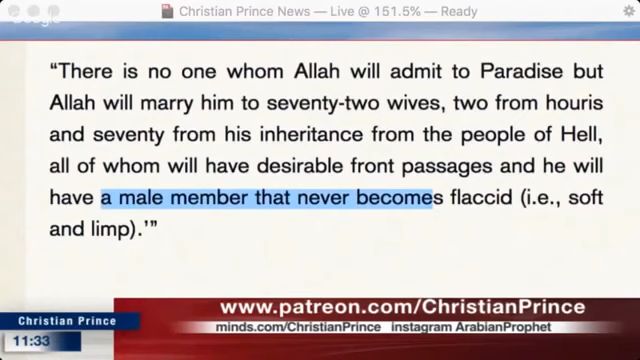 Christian Prince News — Live @ 151.5% — Ready
Google
“There is no one whom Allah will admit to Paradise but
Allah will marry him to seventy-two wives, two from houris
and seventy from his inheritance from the people of Hell,
all of whom will have desirable front passages and he will
have a male member that never becomes flaccid (i.e., soft
and limp).’”
www.patreon.com/ChristianPrince
Christian Prince
minds.com/ChristianPrince instagram ArabianProphet
11:33